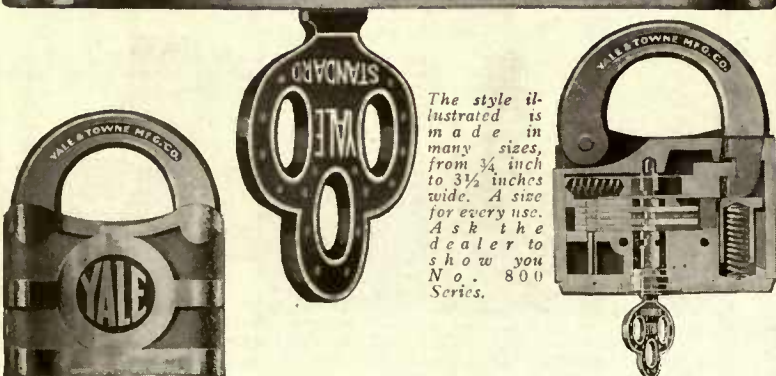 YALE & TOWNE MFG. CO.
YALE
STANDARD
YALE
The style il-
lustrated is
made in
many sizes,
from ¾ inch
to 3½ inches
wide. A size
for every use.
Ask the
dealer to
show you
No. 800
Series.
YALE & TOWNE MFG. CO.